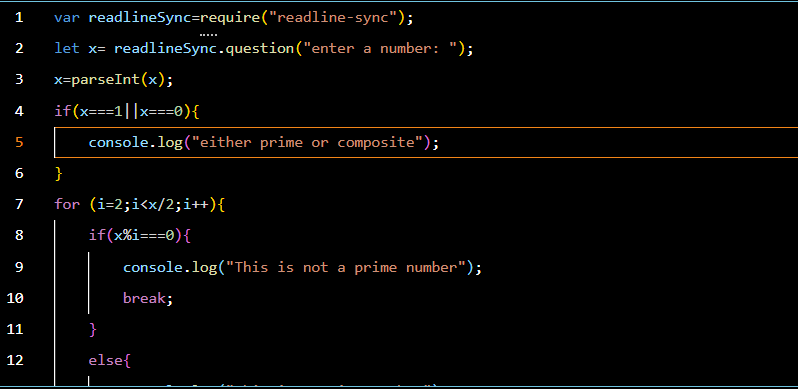 1 var readlineSync=require("readline-sync");
2 let x= readlineSync.question("enter a number: ");
3 x=parseInt(x);
4 if(x===1||x===0){
5 console.log("either prime or composite");
6 }
7 for (i=2;i<x/2;i++){
8 if(x%i===0){
9 console.log("This is not a prime number");
10 break;
11 }
12 else{